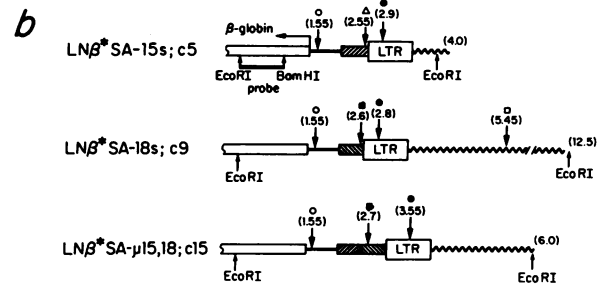 b
β-globin
(1.55)
(2.55)
(2.9)
LNβ*SA-15s; c5
LTR
(4.0)
EcoRI
BamHI
EcoRI
probe
(1.55)
(2.6)
(2.8)
(5.45)
LNβ*SA-18s; c9
LTR
(12.5)
EcoRI
EcoRI
(1.55)
(2.7)
(3.55)
LNβ*SA-μ15,18; c15
LTR
(6.0)
EcoRI
EcoRI